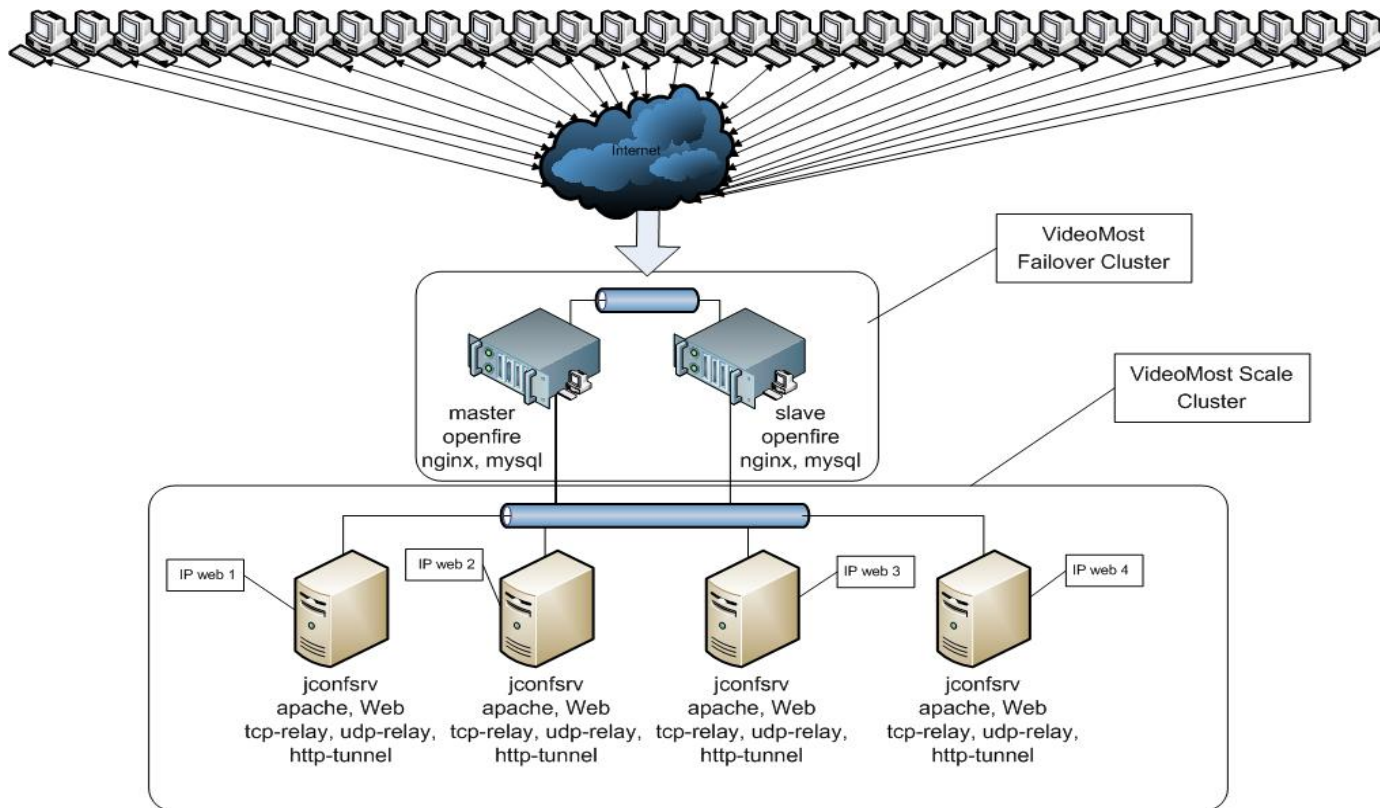 Internet
VideoMost
Failover Cluster
master
openfire
nginx, mysql
slave
openfire
nginx, mysql
VideoMost Scale
Cluster
IP web 1
IP web 2
IP web 3
IP web 4
jconfsrv
apache, Web
tcp-relay, udp-relay,
http-tunnel
jconfsrv
apache, Web
tcp-relay, udp-relay,
http-tunnel
jconfsrv
apache, Web
tcp-relay, udp-relay,
http-tunnel
jconfsrv
apache, Web
tcp-relay, udp-relay,
http-tunnel